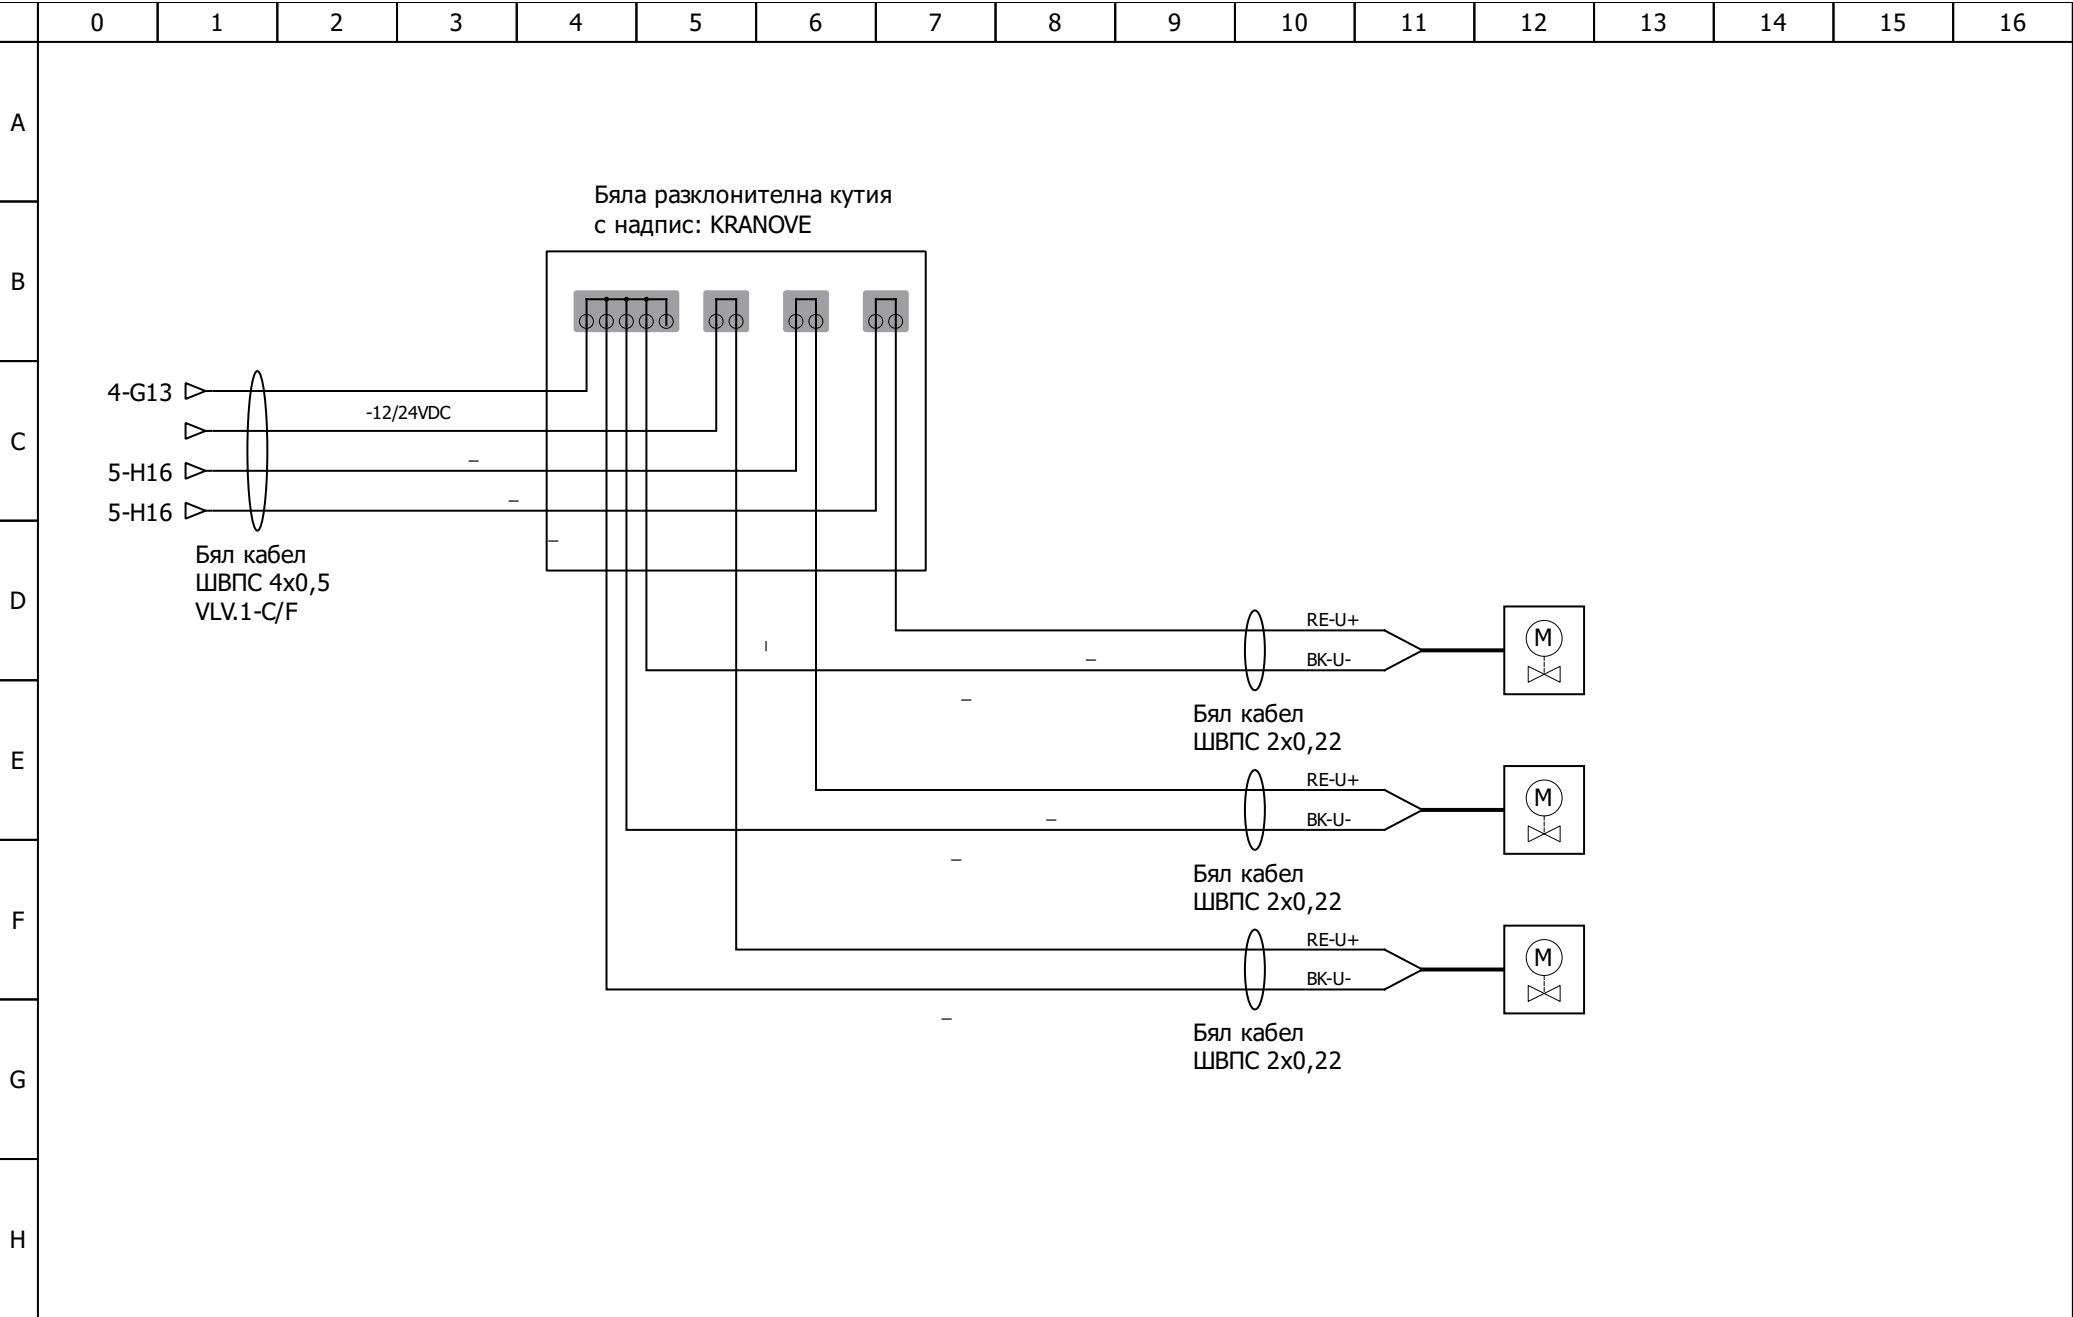 0 1 2 3 4 5 6 7 8 9 10 11 12 13 14 15 16
A
Бяла разклонителна кутия
с надпис: KRANOVE
B
4-G13
-12/24VDC
C
5-H16
5-H16
Бял кабел
ШВПС 4x0,5
VLV.1-C/F
D
RE-U+
M
BK-U-
Бял кабел
ШВПС 2x0,22
E
RE-U+
M
BK-U-
Бял кабел
ШВПС 2x0,22
F
RE-U+
M
BK-U-
Бял кабел
ШВПС 2x0,22
G
H